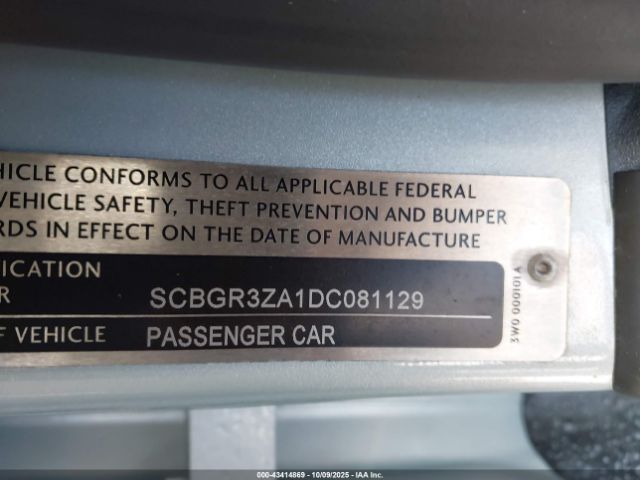 HICLE CONFORMS TO ALL APPLICABLE FEDERAL
VEHICLE SAFETY, THEFT PREVENTION AND BUMPER
RDS IN EFFECT ON THE DATE OF MANUFACTURE
ICATION
R SCBGR3ZA1DC081129
F VEHICLE PASSENGER CAR
3W0 000101A
000-43414869 - 10/09/2025 - IAA Inc.